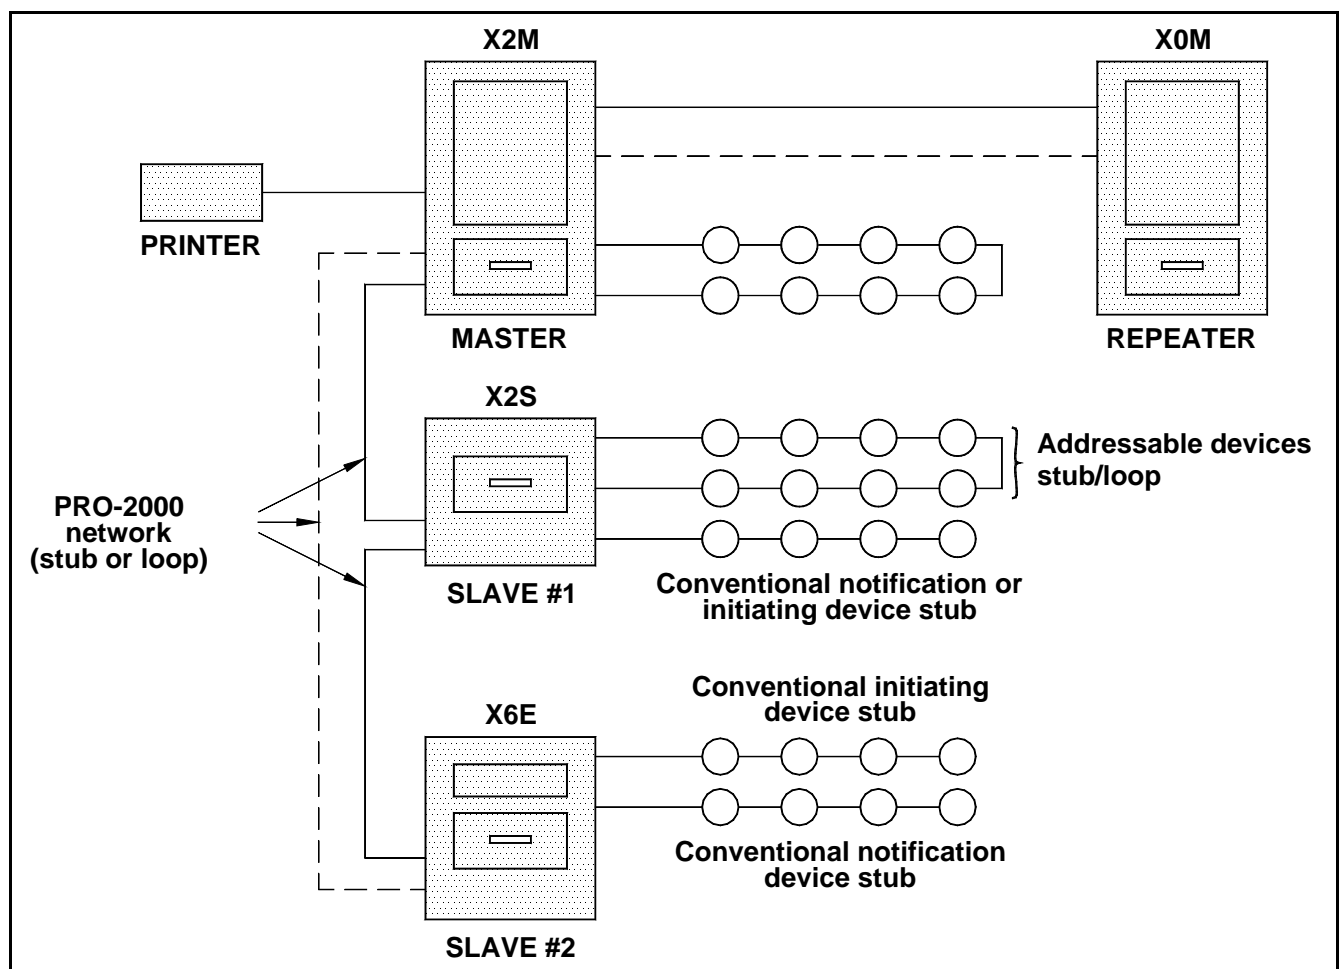 X2M
X0M
PRINTER
MASTER
REPEATER
X2S
Addressable devices
stub/loop
PRO-2000
network
(stub or loop)
SLAVE #1
Conventional notification or
initiating device stub
Conventional initiating
device stub
X6E
Conventional notification
device stub
SLAVE #2